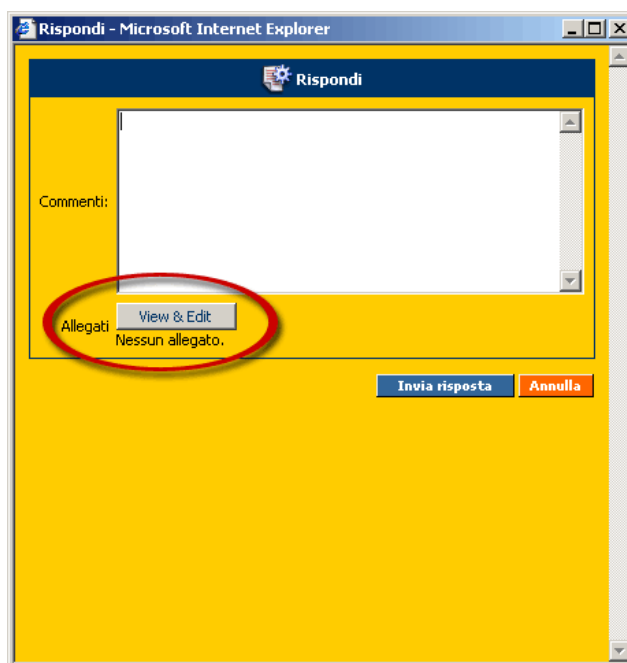 Rispondi - Microsoft Internet Explorer
Rispondi
Commenti:
Allegati View & Edit
Nessun allegato.
Invia risposta Annulla